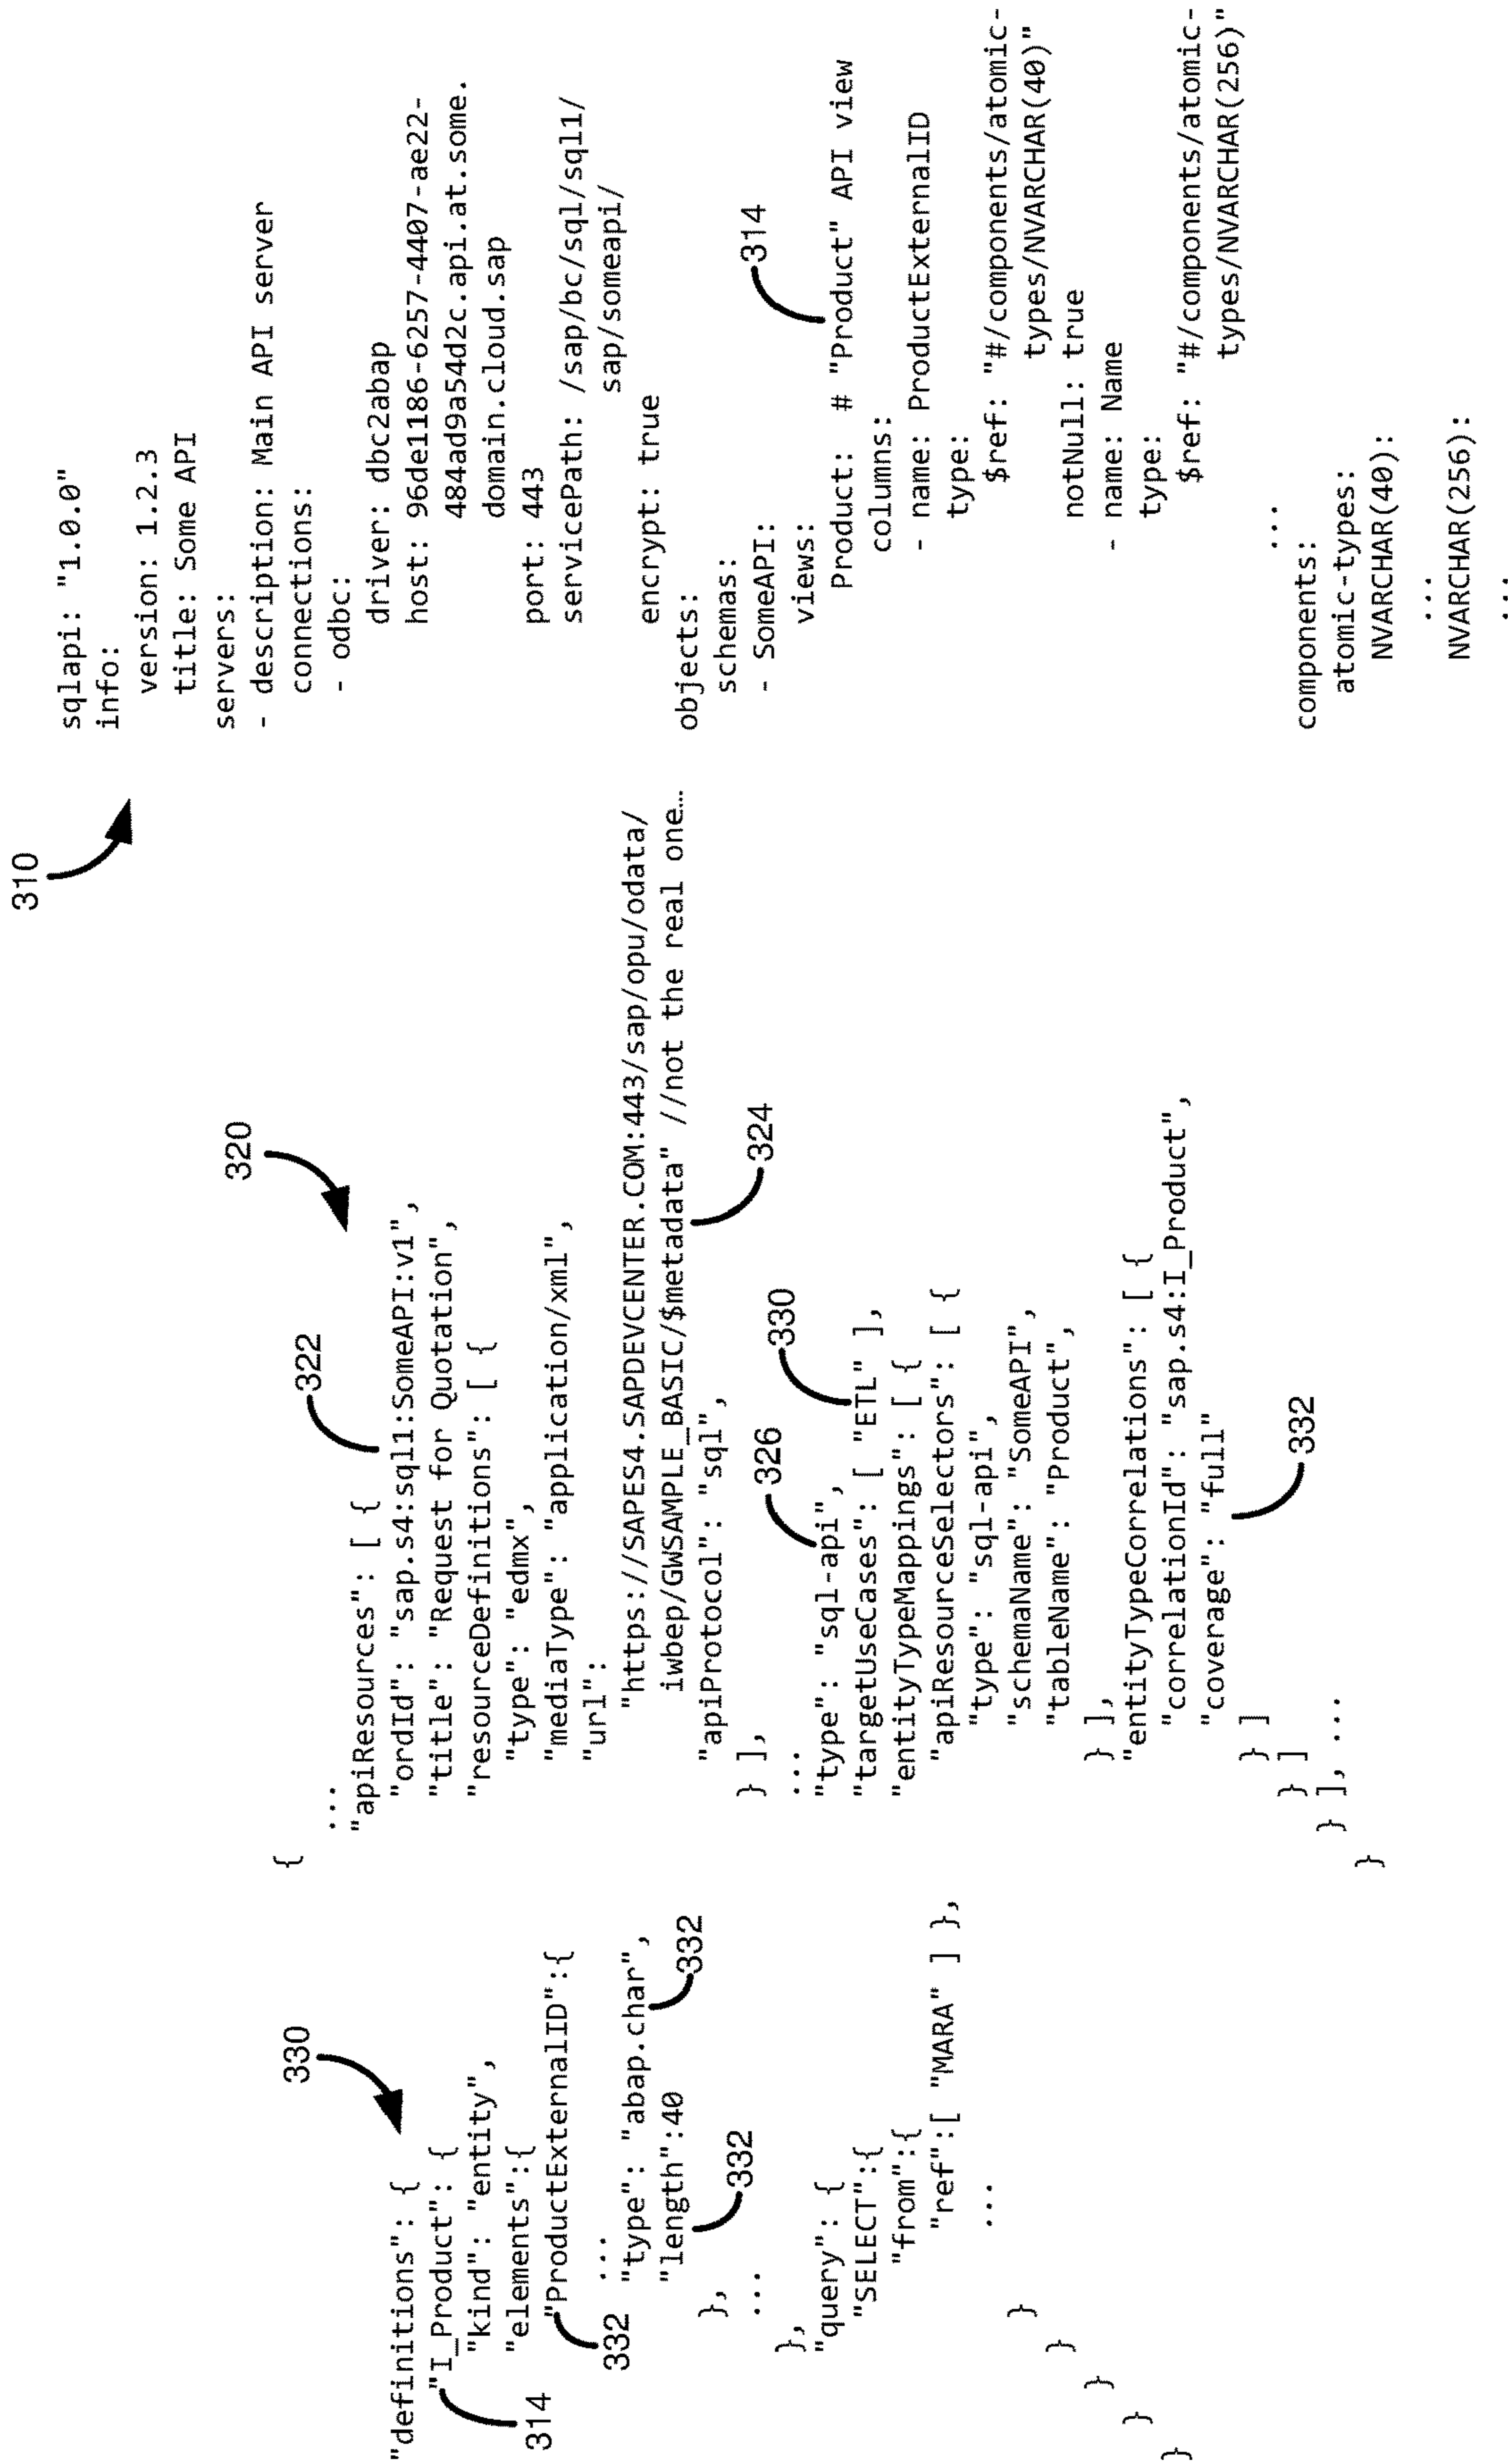 330
"definitions": {
"I_Product": {
314
"kind": "entity",
"elements":{
"ProductExternalID":{
332
...
"type": "abap.char",
332
"length":40
332
},
...
},
"query": {
"SELECT":{
"from":{
"ref":[ "MARA" ] },
...
}
}
}
}
}
320
{
...
"apiResources": [ {
322
"ordId": "sap.s4:sql1:SomeAPI:v1",
"title": "Request for Quotation",
"resourceDefinitions": [ {
"type": "edmx",
"mediaType": "application/xml",
"url":
"https://SAPES4.SAPDEVCENTER.COM:443/sap/opu/odata/
iwbep/GWSAMPLE_BASIC/$metadata" //not the real one…
324
"apiProtocol": "sql",
} ],
...
326
"type": "sql-api",
330
"targetUseCases": [ "ETL" ],
"entityTypeMappings": [ {
"apiResourceSelectors": [ {
"type": "sql-api",
"schemaName": "SomeAPI",
"tableName": "Product",
} ],
"entityTypeCorrelations": [ {
"correlationId": "sap.s4:I_Product",
"coverage": "full"
332
} ]
} ]
} ], ...
}
310
sqlapi: "1.0.0"
info:
version: 1.2.3
title: Some API
servers:
- description: Main API server
connections:
- odbc:
driver: dbc2abap
host: 96de1186-6257-4407-ae22-
484ad9a54d2c.api.at.some.
domain.cloud.sap
port: 443
servicePath: /sap/bc/sql/sql1/
sap/someapi/
encrypt: true
objects:
schemas:
- SomeAPI:
314
views:
Product: # "Product" API view
columns:
- name: ProductExternalID
type:
$ref: "#/components/atomic-
types/NVARCHAR(40)"
notNull: true
- name: Name
type:
$ref: "#/components/atomic-
types/NVARCHAR(256)"
...
components:
atomic-types:
NVARCHAR(40):
...
NVARCHAR(256):
...